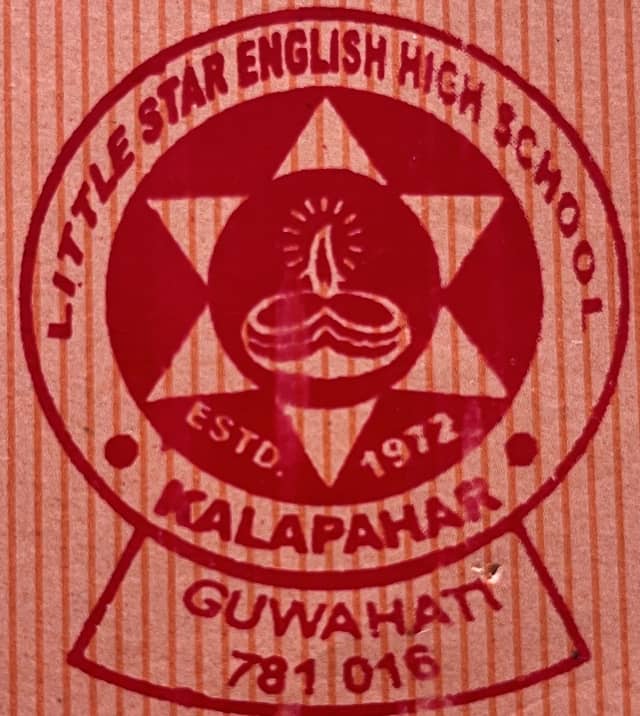 LITTLE STAR ENGLISH HIGH SCHOOL
ESTD. 1972
KALAPAHAR
GUWAHATI
781 016